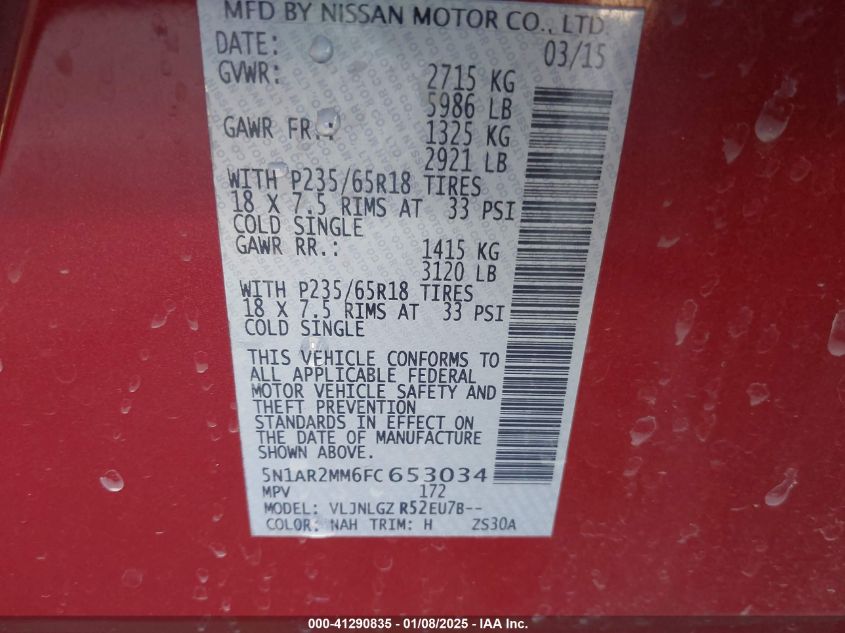 MFD BY NISSAN MOTOR CO., LTD.
DATE: 03/15
GVWR: 2715 KG
5986 LB
GAWR FR.: 1325 KG
2921 LB
WITH P235/65R18 TIRES
18 X 7.5 RIMS AT 33 PSI
COLD SINGLE
GAWR RR.: 1415 KG
3120 LB
WITH P235/65R18 TIRES
18 X 7.5 RIMS AT 33 PSI
COLD SINGLE
THIS VEHICLE CONFORMS TO
ALL APPLICABLE FEDERAL
MOTOR VEHICLE SAFETY AND
THEFT PREVENTION
STANDARDS IN EFFECT ON
THE DATE OF MANUFACTURE
SHOWN ABOVE.
5N1AR2MM6FC653034
MPV 172
MODEL: VLJNLGZ R52EU7B--
COLOR: NAH TRIM: H ZS30A
000-41290835 - 01/08/2025 - IAA Inc.